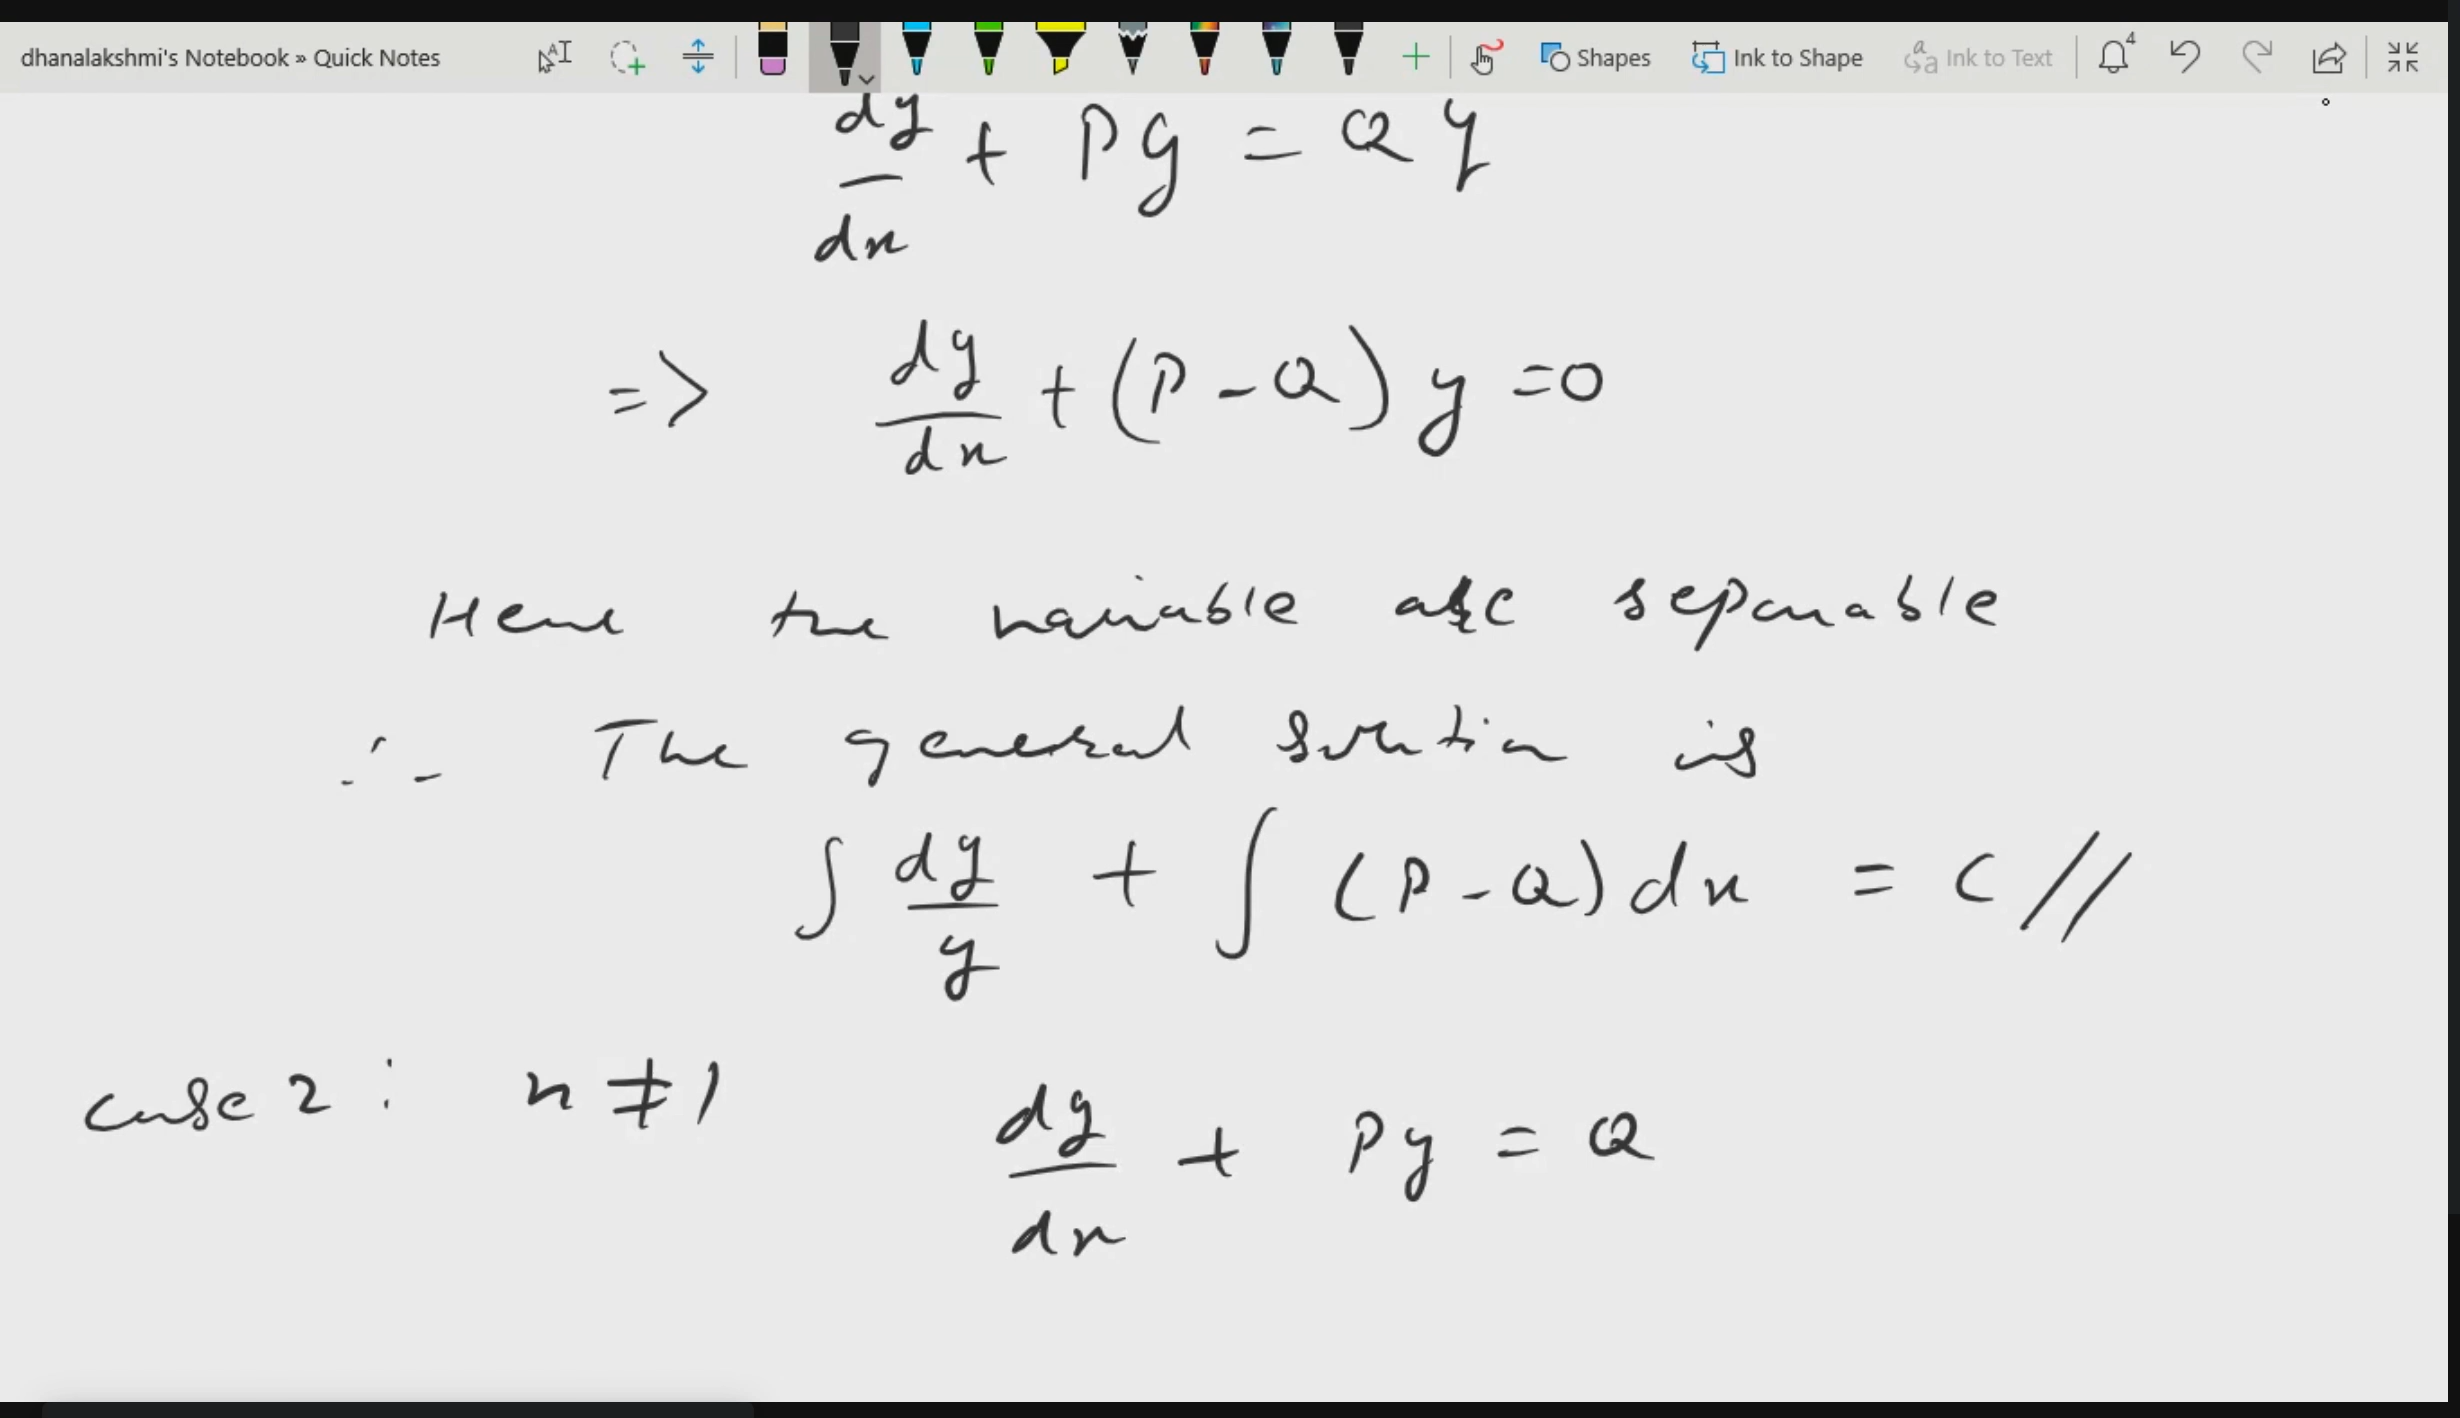 dhanalakshmi's Notebook » Quick Notes Shapes Ink to Shape Ink to Text 4
dy/dx + Py = Q y
=> dy/dx + (P - Q) y = 0
Here the variable are separable
∴ The general solution is
∫ dy/y + ∫ (P - Q) dx = C //
case 2 : n ≠ 1 dy/dx + Py = Q